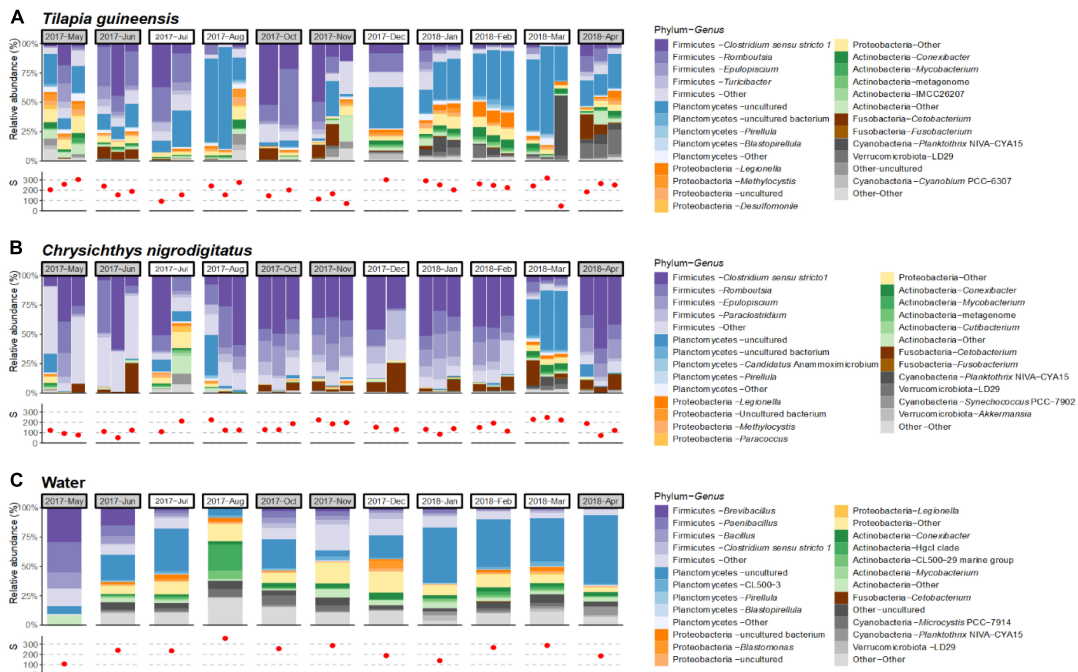 A
Tilapia guineensis
2017-May 2017-Jun 2017-Jul 2017-Aug 2017-Oct 2017-Nov 2017-Dec 2018-Jan 2018-Feb 2018-Mar 2018-Apr
Relative abundance (%)
100%
75%
50%
25%
0%
S
300
200
100
0
Phylum-Genus
Firmicutes -Clostridium sensu stricto 1
Firmicutes -Romboutsia
Firmicutes -Epulopiscium
Firmicutes -Turicibacter
Firmicutes -Other
Planctomycetes -uncultured
Planctomycetes -uncultured bacterium
Planctomycetes -Pirellula
Planctomycetes -Blastopirellula
Planctomycetes -Other
Proteobacteria -Legionella
Proteobacteria -Methylocystis
Proteobacteria -uncultured
Proteobacteria -Desulfomonile
Proteobacteria-Other
Actinobacteria-Conexibacter
Actinobacteria-Mycobacterium
Actinobacteria-metagenome
Actinobacteria-IMCC26207
Actinobacteria-Other
Fusobacteria-Cetobacterium
Fusobacteria-Fusobacterium
Cyanobacteria-Planktothrix NIVA-CYA15
Verrucomicrobiota-LD29
Other-uncultured
Cyanobacteria-Cyanobium PCC-6307
Other-Other
B
Chrysichthys nigrodigitatus
2017-May 2017-Jun 2017-Jul 2017-Aug 2017-Oct 2017-Nov 2017-Dec 2018-Jan 2018-Feb 2018-Mar 2018-Apr
Relative abundance (%)
100%
75%
50%
25%
0%
S
300
200
100
0
Phylum-Genus
Firmicutes -Clostridium sensu stricto1
Firmicutes -Romboutsia
Firmicutes -Epulopiscium
Firmicutes -Paraclostridium
Firmicutes -Other
Planctomycetes -uncultured
Planctomycetes -uncultured bacterium
Planctomycetes -Candidatus Anammoximicrobium
Planctomycetes -Pirellula
Planctomycetes -Other
Proteobacteria -Legionella
Proteobacteria -Uncultured bacterium
Proteobacteria -Methylocystis
Proteobacteria -Paracoccus
Proteobacteria-Other
Actinobacteria-Conexibacter
Actinobacteria-Mycobacterium
Actinobacteria-metagenome
Actinobacteria-Cutibacterium
Actinobacteria-Other
Fusobacteria-Cetobacterium
Fusobacteria-Fusobacterium
Cyanobacteria-Planktothrix NIVA-CYA15
Verrucomicrobiota-LD29
Cyanobacteria-Synechococcus PCC-7902
Verrucomicrobiota-Akkermansia
Other-Other
C
Water
2017-May 2017-Jun 2017-Jul 2017-Aug 2017-Oct 2017-Nov 2017-Dec 2018-Jan 2018-Feb 2018-Mar 2018-Apr
Relative abundance (%)
100%
75%
50%
25%
0%
S
300
200
100
Phylum-Genus
Firmicutes -Brevibacillus
Firmicutes -Paenibacillus
Firmicutes -Bacillus
Firmicutes -Clostridium sensu stricto 1
Firmicutes -Other
Planctomycetes -uncultured
Planctomycetes -CL500-3
Planctomycetes -Pirellula
Planctomycetes -Blastopirellula
Planctomycetes -Other
Proteobacteria -uncultured bacterium
Proteobacteria -Blastomonas
Proteobacteria -uncultured
Proteobacteria-Legionella
Proteobacteria-Other
Actinobacteria-Conexibacter
Actinobacteria-HgcI clade
Actinobacteria-CL500-29 marine group
Actinobacteria-Mycobacterium
Actinobacteria-Other
Fusobacteria-Cetobacterium
Other-uncultured
Cyanobacteria-Microcystis PCC-7914
Cyanobacteria-Planktothrix NIVA-CYA15
Verrucomicrobiota -LD29
Other-Other